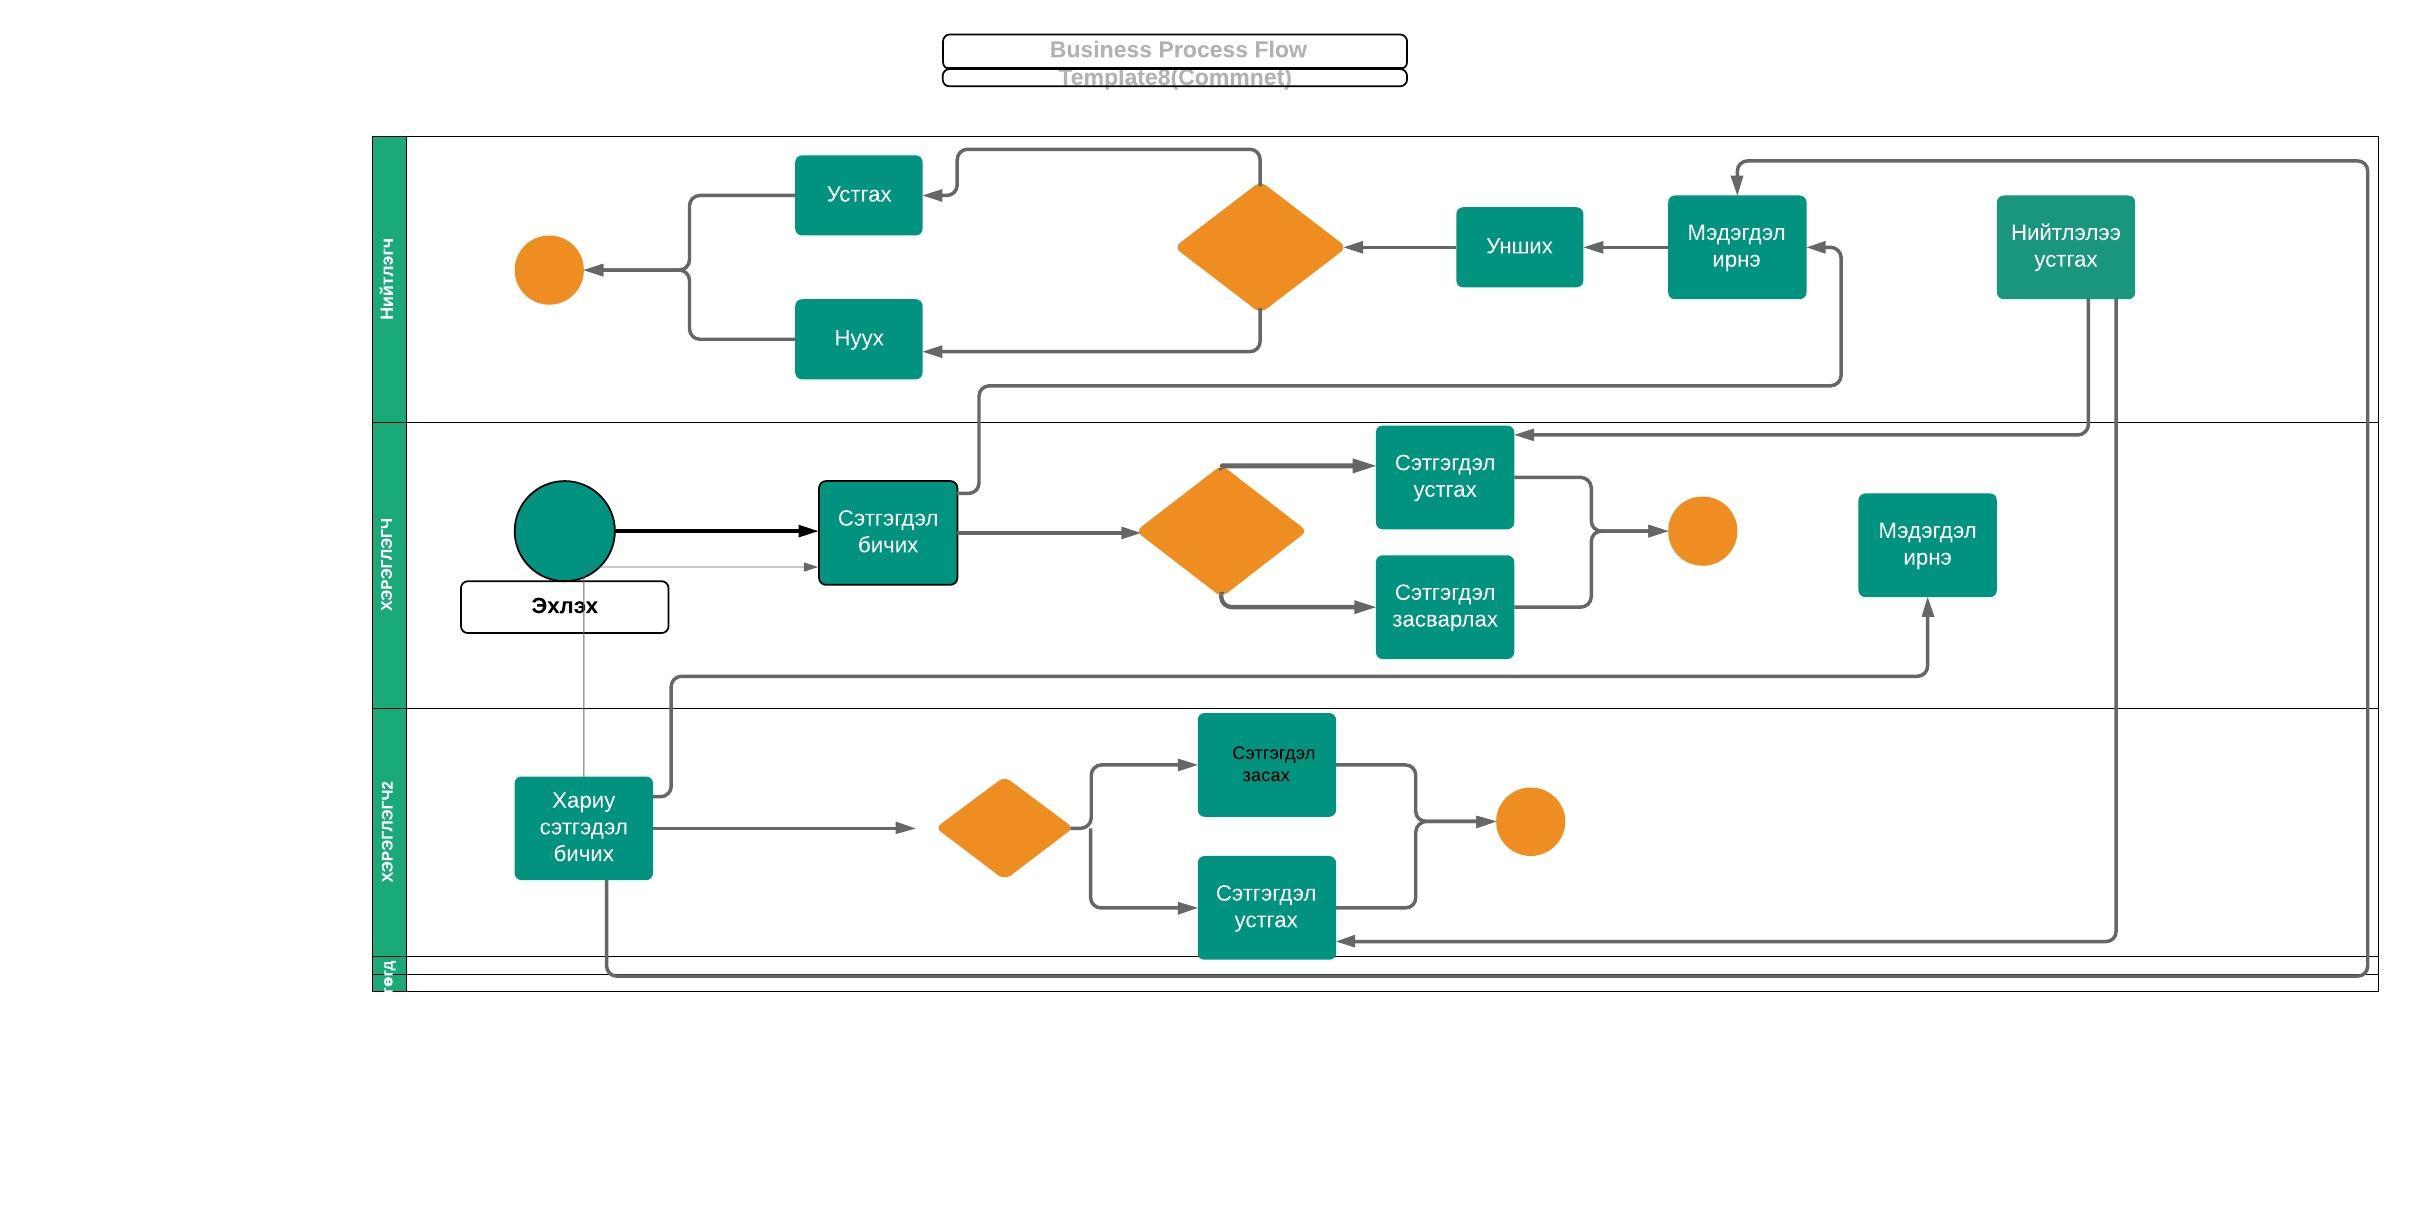 Business Process Flow
Template8(Commnet)
Нийтлэгч
Устгах
Нуух
Унших
Мэдэгдэл
ирнэ
Нийтлэлээ
устгах
ХЭРЭГЛЭГЧ
Эхлэх
Сэтгэгдэл
бичих
Сэтгэгдэл
устгах
Сэтгэгдэл
засварлах
Мэдэгдэл
ирнэ
ХЭРЭГЛЭГЧ2
Хариу
сэтгэдэл
бичих
Сэтгэгдэл
засах
Сэтгэгдэл
устгах